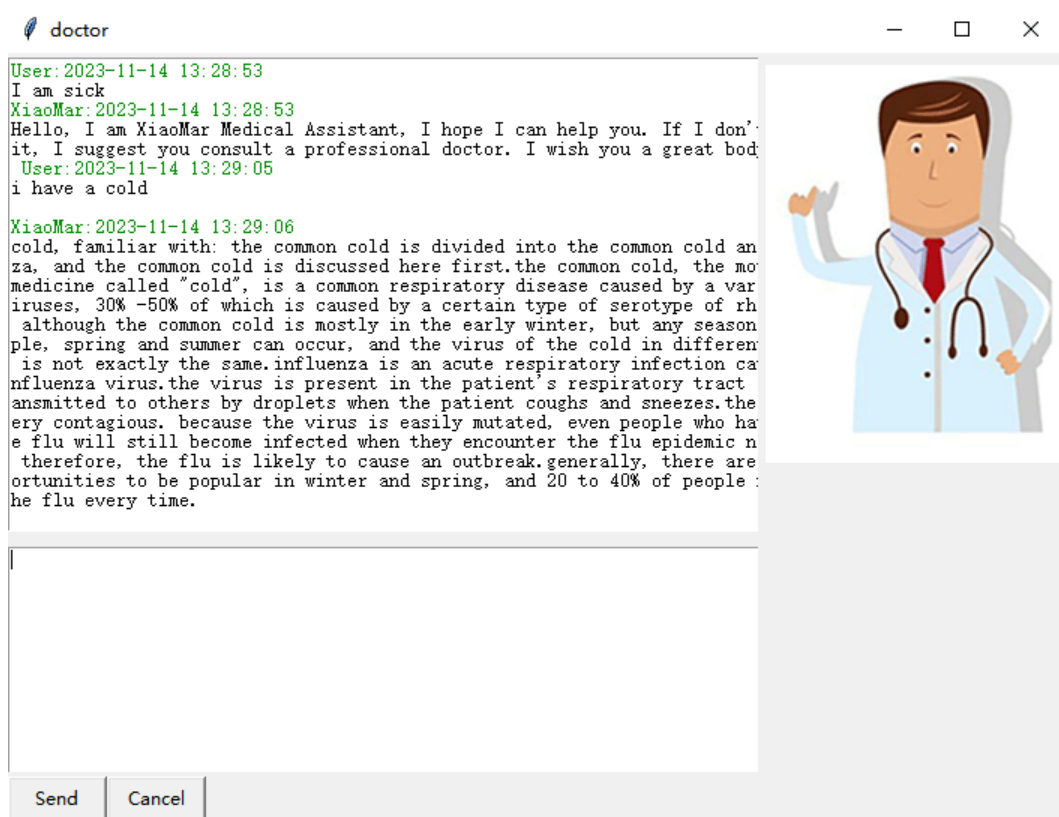 doctor
User:2023-11-14 13:28:53
I am sick
XiaoMar:2023-11-14 13:28:53
Hello, I am XiaoMar Medical Assistant, I hope I can help you. If I don'
it, I suggest you consult a professional doctor. I wish you a great bod
User:2023-11-14 13:29:05
i have a cold
XiaoMar:2023-11-14 13:29:06
cold, familiar with: the common cold is divided into the common cold an
za, and the common cold is discussed here first.the common cold, the mo
medicine called "cold", is a common respiratory disease caused by a var
iruses, 30% -50% of which is caused by a certain type of serotype of rh
although the common cold is mostly in the early winter, but any season
ple, spring and summer can occur, and the virus of the cold in differen
is not exactly the same.influenza is an acute respiratory infection ca
nfluenza virus.the virus is present in the patient's respiratory tract
ansmitted to others by droplets when the patient coughs and sneezes.the
ery contagious. because the virus is easily mutated, even people who ha
e flu will still become infected when they encounter the flu epidemic n
therefore, the flu is likely to cause an outbreak.generally, there are
ortunities to be popular in winter and spring, and 20 to 40% of people
he flu every time.
Send
Cancel